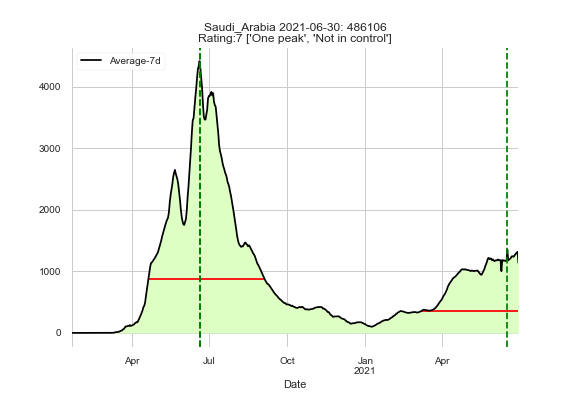 Saudi_Arabia 2021-06-30: 486106
Rating:7 ['One peak', 'Not in control']
Average-7d
4000
3000
2000
1000
0
Apr
Jul
Oct
Jan
2021
Apr
Date